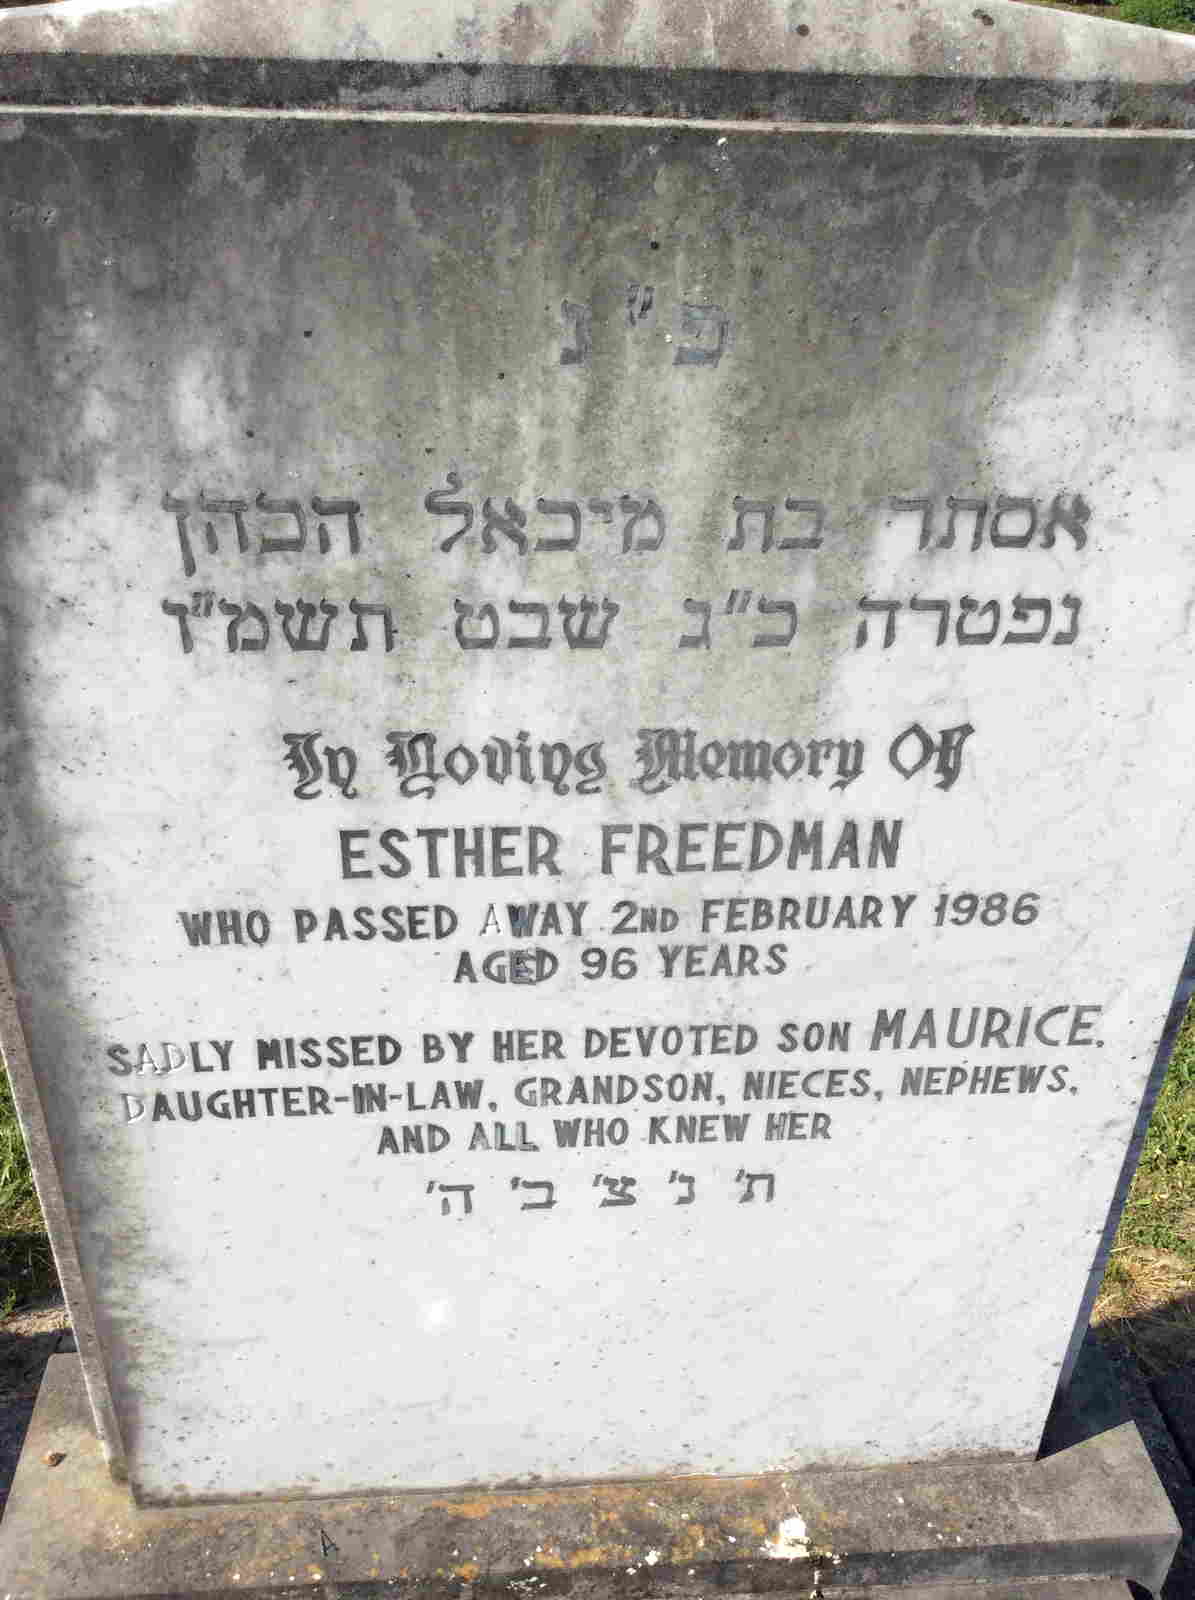 פ"נ
אסתר בת מיכאל הכהן
נפטרה כ"ג שבט תשמ"ו
In Loving Memory Of
ESTHER FREEDMAN
WHO PASSED AWAY 2ND FEBRUARY 1986
AGED 96 YEARS
SADLY MISSED BY HER DEVOTED SON MAURICE,
DAUGHTER-IN-LAW, GRANDSON, NIECES, NEPHEWS,
AND ALL WHO KNEW HER
ת' נ' צ' ב' ה'